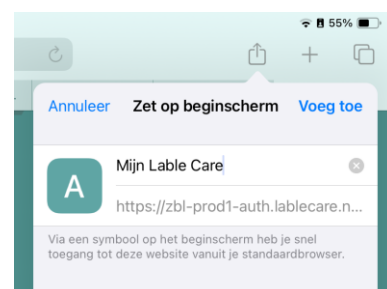 55%
Annuleer Zet op beginscherm Voeg toe
A
Mijn Lable Care
https://zbl-prod1-auth.lablecare.n...
Via een symbool op het beginscherm heb je snel
toegang tot deze website vanuit je standaardbrowser.